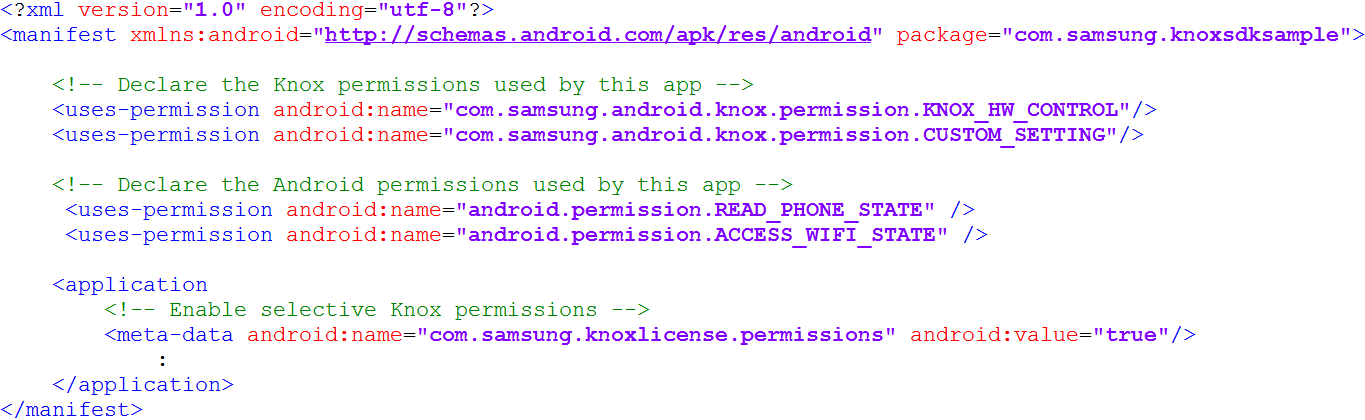 <?xml version="1.0" encoding="utf-8"?>
<manifest xmlns:android="http://schemas.android.com/apk/res/android" package="com.samsung.knoxsdksample">
<!-- Declare the Knox permissions used by this app -->
<uses-permission android:name="com.samsung.android.knox.permission.KNOX_HW_CONTROL"/>
<uses-permission android:name="com.samsung.android.knox.permission.CUSTOM_SETTING"/>
<!-- Declare the Android permissions used by this app -->
<uses-permission android:name="android.permission.READ_PHONE_STATE" />
<uses-permission android:name="android.permission.ACCESS_WIFI_STATE" />
<application
<!-- Enable selective Knox permissions -->
<meta-data android:name="com.samsung.knoxlicense.permissions" android:value="true"/>
:
</application>
</manifest>